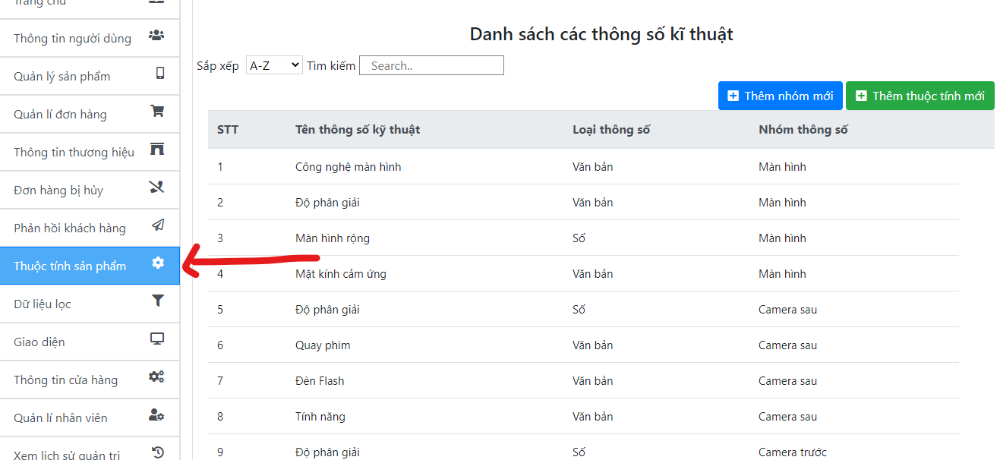 Trang chủ
Thông tin người dùng
Quản lý sản phẩm
Quản lí đơn hàng
Thông tin thương hiệu
Đơn hàng bị hủy
Phản hồi khách hàng
Thuộc tính sản phẩm
Dữ liệu lọc
Giao diện
Thông tin cửa hàng
Quản lí nhân viên
Xem lịch sử quản trị
Danh sách các thông số kĩ thuật
Sắp xếp A-Z Tìm kiếm Search..
Thêm nhóm mới Thêm thuộc tính mới
STT Tên thông số kỹ thuật Loại thông số Nhóm thông số
1 Công nghệ màn hình Văn bản Màn hình
2 Độ phân giải Văn bản Màn hình
3 Màn hình rộng Số Màn hình
4 Mặt kính cảm ứng Văn bản Màn hình
5 Độ phân giải Số Camera sau
6 Quay phim Văn bản Camera sau
7 Đèn Flash Văn bản Camera sau
8 Tính năng Văn bản Camera sau
9 Độ phân giải Số Camera trước